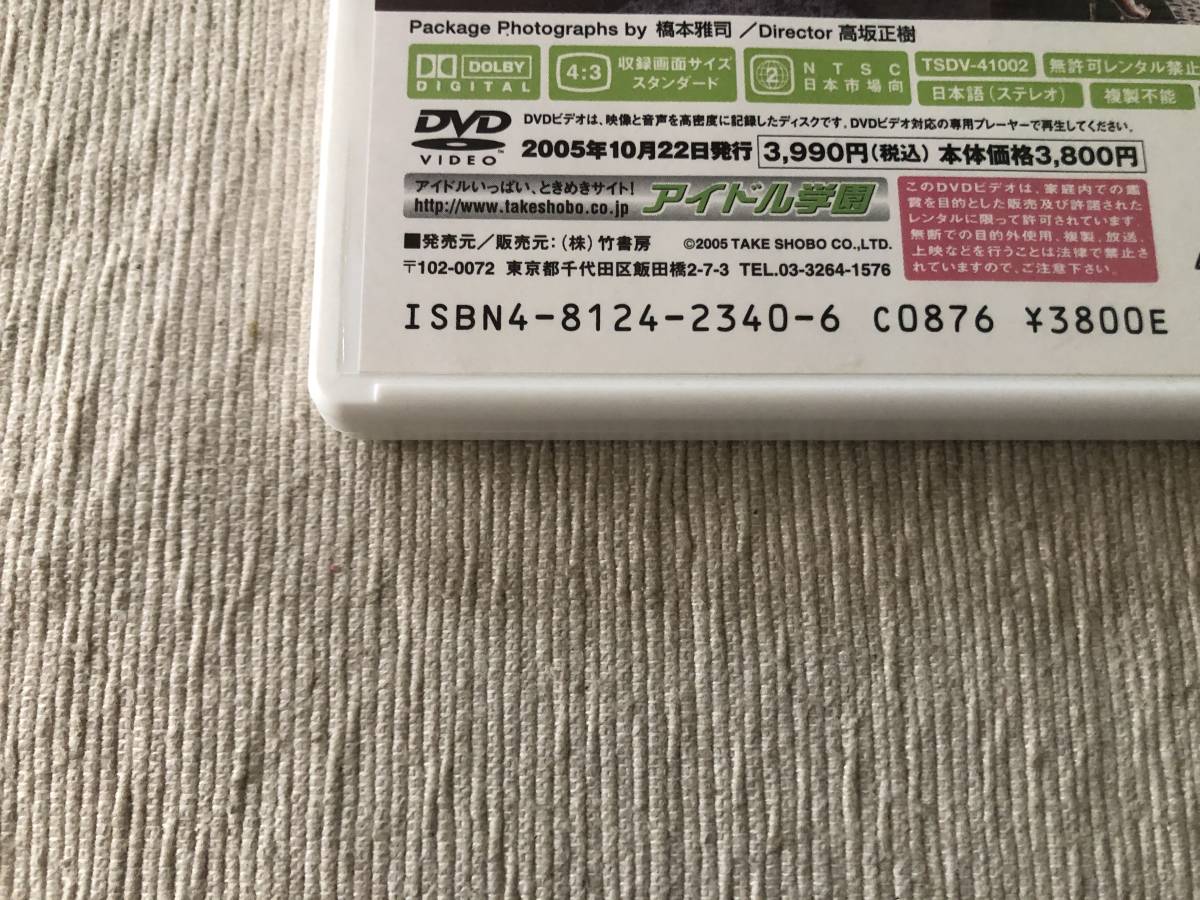 Package Photographs by 橋本雅司 ／Director 高坂正樹
DOLBY
DIGITAL
4:3
収録画面サイズ
スタンダード
2
NTSC
日本市場向
TSDV-41002
無許可レンタル禁止
日本語(ステレオ)
複製不能
DVD
VIDEO™
DVDビデオは、映像と音声を高密度に記録したディスクです。DVDビデオ対応の専用プレーヤーで再生してください。
2005年10月22日発行 3,990円(税込) 本体価格3,800円
アイドルいっぱい、ときめきサイト!
http://www.takeshobo.co.jp
アイドル学園
■発売元／販売元：(株)竹書房 ©2005 TAKE SHOBO CO.,LTD.
〒102-0072 東京都千代田区飯田橋2-7-3 TEL.03-3264-1576
このDVDビデオは、家庭内での鑑
賞を目的とした販売及び許諾された
レンタルに限って許可されています。
無断での目的外使用、複製、放送、
上映などを行うことは法律で禁止さ
れていますので、ご注意下さい。
ISBN4-8124-2340-6 C0876 ¥3800E